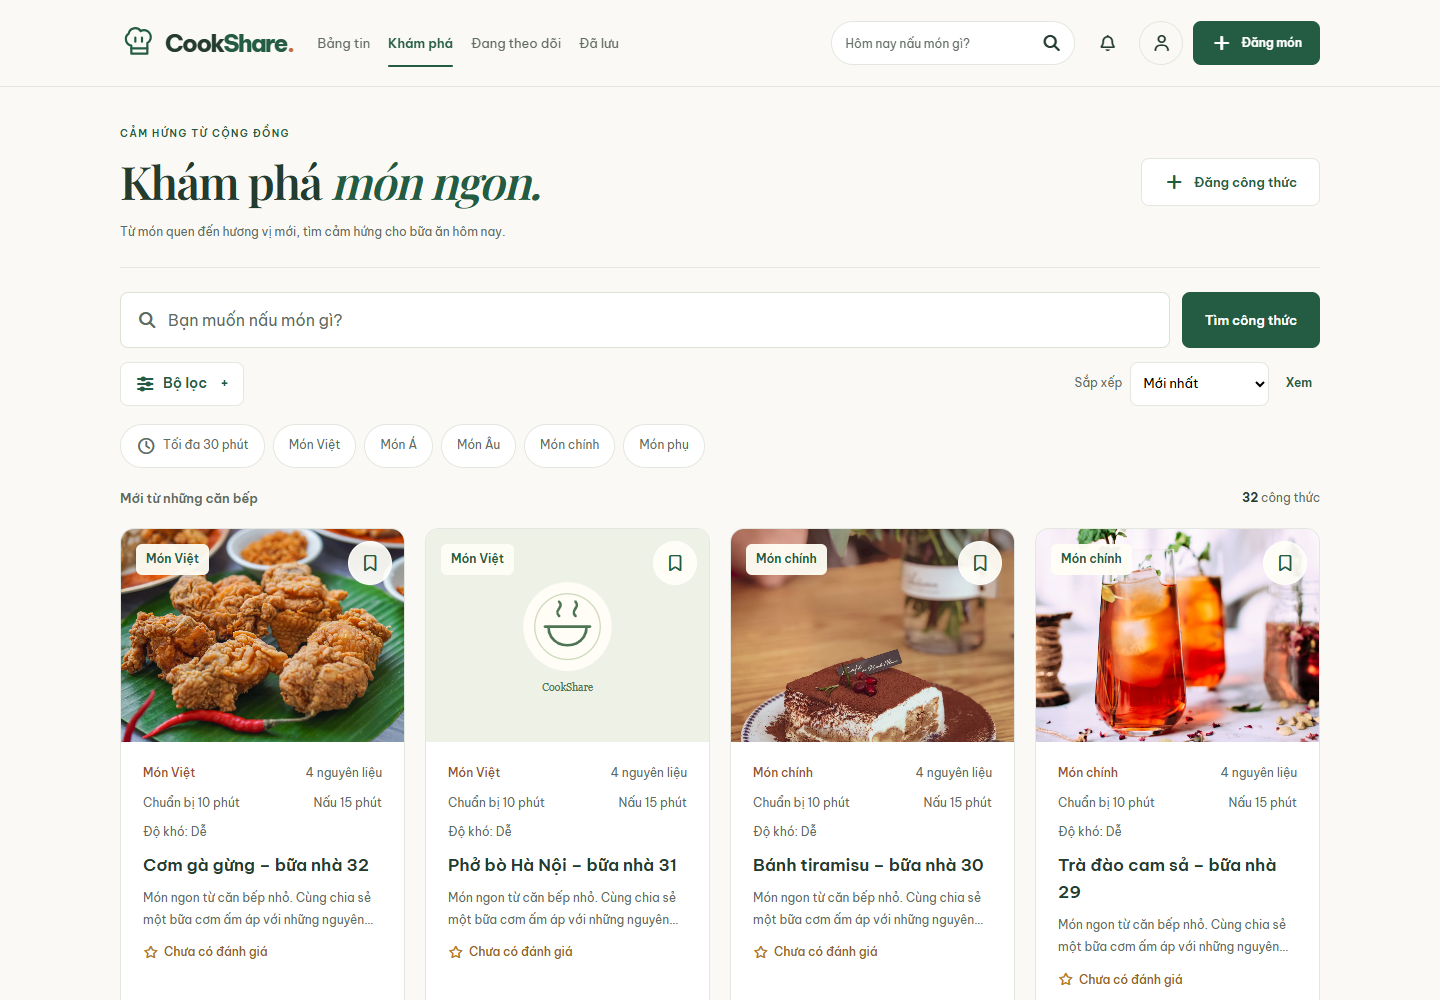 CookShare.
Bảng tin
Khám phá
Đang theo dõi
Đã lưu
Hôm nay nấu món gì?
Đăng món
CẢM HỨNG TỪ CỘNG ĐỒNG
Khám phá món ngon.
Đăng công thức
Từ món quen đến hương vị mới, tìm cảm hứng cho bữa ăn hôm nay.
Bạn muốn nấu món gì?
Tìm công thức
Bộ lọc +
Sắp xếp
Mới nhất
Xem
Tối đa 30 phút
Món Việt
Món Á
Món Âu
Món chính
Món phụ
Mới từ những căn bếp
32 công thức
Món Việt
Món Việt 4 nguyên liệu
Chuẩn bị 10 phút Nấu 15 phút
Độ khó: Dễ
Cơm gà gừng – bữa nhà 32
Món ngon từ căn bếp nhỏ. Cùng chia sẻ
một bữa cơm ấm áp với những nguyên...
Chưa có đánh giá
Món Việt
CookShare
Món Việt 4 nguyên liệu
Chuẩn bị 10 phút Nấu 15 phút
Độ khó: Dễ
Phở bò Hà Nội – bữa nhà 31
Món ngon từ căn bếp nhỏ. Cùng chia sẻ
một bữa cơm ấm áp với những nguyên...
Chưa có đánh giá
Món chính
Món chính 4 nguyên liệu
Chuẩn bị 10 phút Nấu 15 phút
Độ khó: Dễ
Bánh tiramisu – bữa nhà 30
Món ngon từ căn bếp nhỏ. Cùng chia sẻ
một bữa cơm ấm áp với những nguyên...
Chưa có đánh giá
Món chính
Món chính 4 nguyên liệu
Chuẩn bị 10 phút Nấu 15 phút
Độ khó: Dễ
Trà đào cam sả – bữa nhà
29
Món ngon từ căn bếp nhỏ. Cùng chia sẻ
một bữa cơm ấm áp với những nguyên...
Chưa có đánh giá